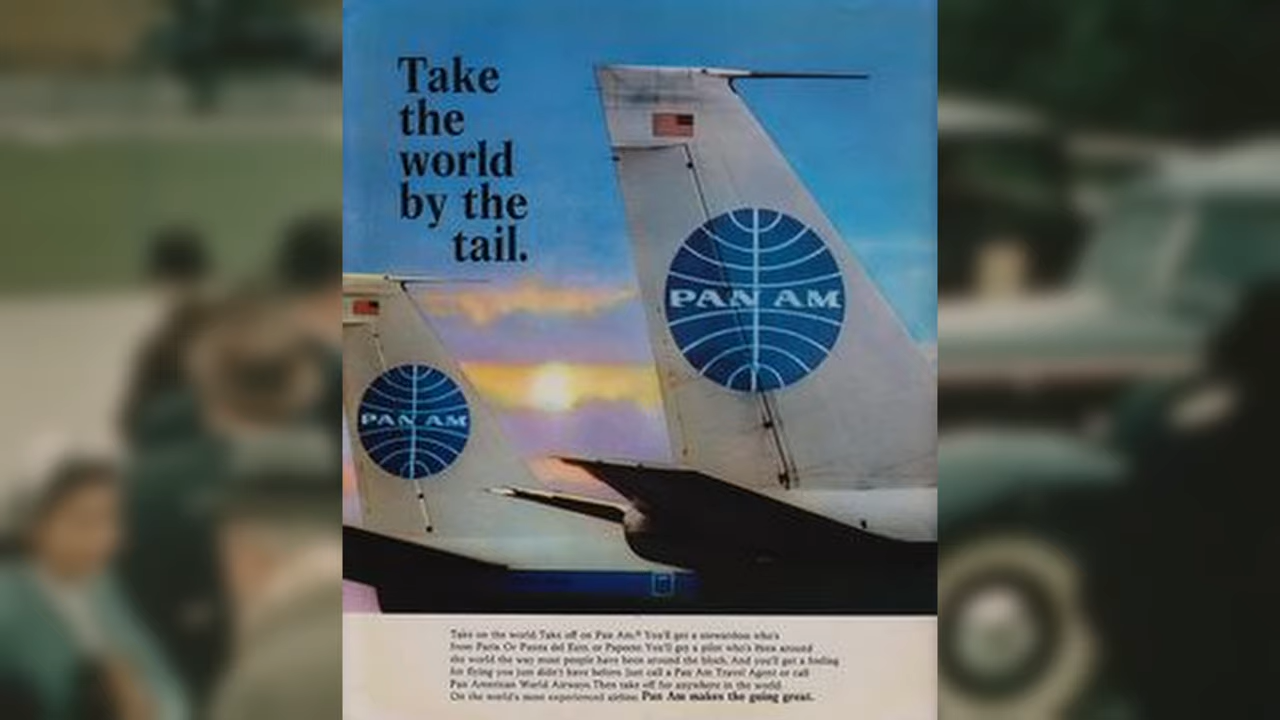 Take
the
world
by the
tail.
PAN AM
PAN AM
Take on the world. Take off on Pan Am.® You'll get a stewardess who's
from Paris. Or Punta del Este, or Papeete. You'll get a pilot who's been around
the world the way most people have been around the block. And you'll get a feeling
for flying you just didn't have before. Just call a Pan Am Travel Agent or call
Pan American World Airways. Then take off for anywhere in the world.
On the world's most experienced airline. Pan Am makes the going great.